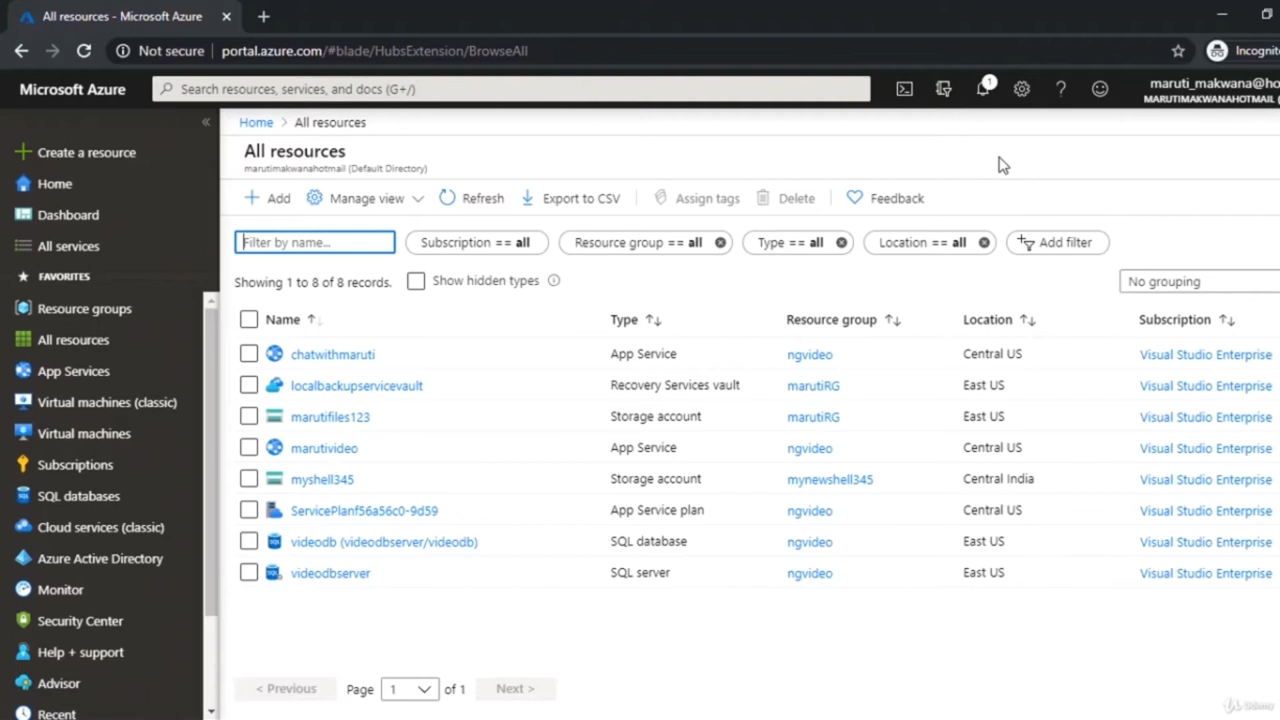 All resources - Microsoft Azure
Not secure portal.azure.com/#blade/HubsExtension/BrowseAll
Microsoft Azure
Search resources, services, and docs (G+/)
1
maruti_makwana@ho
MARUTIMAKWANAHOTMAIL (
Home > All resources
All resources
marutimakwanahotmail (Default Directory)
Add Manage view Refresh Export to CSV Assign tags Delete Feedback
Filter by name... Subscription == all Resource group == all Type == all Location == all Add filter
Showing 1 to 8 of 8 records. Show hidden types No grouping
Name Type Resource group Location Subscription
chatwithmaruti App Service ngvideo Central US Visual Studio Enterprise
localbackupservicevault Recovery Services vault marutiRG East US Visual Studio Enterprise
marutifiles123 Storage account marutiRG East US Visual Studio Enterprise
marutivideo App Service ngvideo Central US Visual Studio Enterprise
myshell345 Storage account mynewshell345 Central India Visual Studio Enterprise
ServicePlanf56a56c0-9d59 App Service plan ngvideo Central US Visual Studio Enterprise
videodb (videodbserver/videodb) SQL database ngvideo East US Visual Studio Enterprise
videodbserver SQL server ngvideo East US Visual Studio Enterprise
< Previous Page 1 of 1 Next >
Create a resource
Home
Dashboard
All services
FAVORITES
Resource groups
All resources
App Services
Virtual machines (classic)
Virtual machines
Subscriptions
SQL databases
Cloud services (classic)
Azure Active Directory
Monitor
Security Center
Help + support
Advisor
Recent
Incognit
Udemy